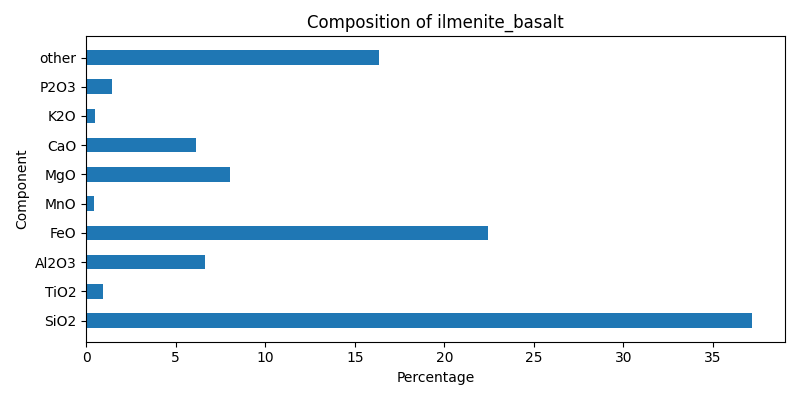 Composition of ilmenite_basalt
other
P2O3
K2O
CaO
MgO
MnO
FeO
Al2O3
TiO2
SiO2
Component
0 5 10 15 20 25 30 35
Percentage